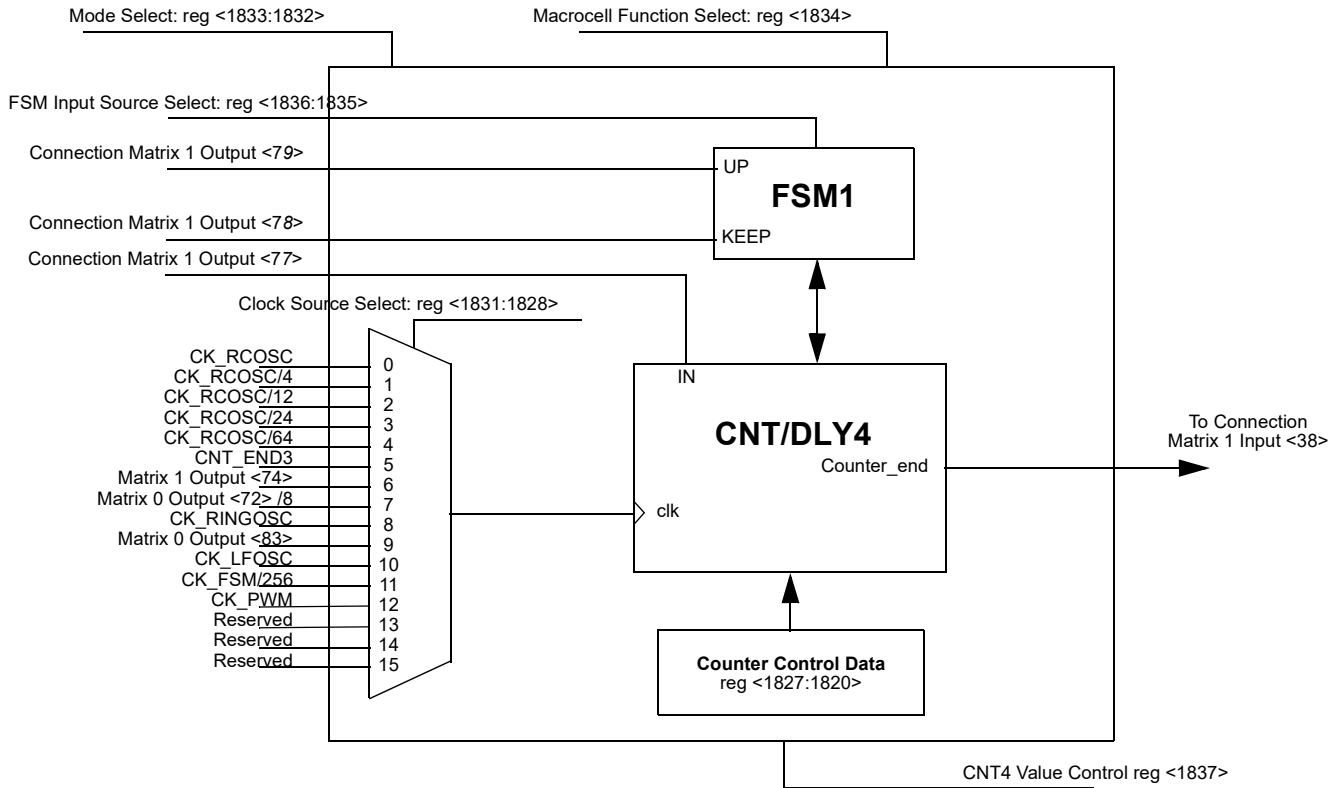 Mode Select: reg <1833:1832>
Macrocell Function Select: reg <1834>
FSM Input Source Select: reg <1836:1835>
Connection Matrix 1 Output <79>
UP
FSM1
Connection Matrix 1 Output <78>
KEEP
Connection Matrix 1 Output <77>
Clock Source Select: reg <1831:1828>
CK_RCOSC
0
CK_RCOSC/4
1
CK_RCOSC/12
2
CK_RCOSC/24
3
CK_RCOSC/64
4
CNT_END3
5
Matrix 1 Output <74>
6
Matrix 0 Output <72> /8
7
CK_RINGOSC
8
Matrix 0 Output <83>
9
CK_LFOSC
10
CK_FSM/256
11
CK_PWM
12
Reserved
13
Reserved
14
Reserved
15
IN
CNT/DLY4
Counter_end
clk
To Connection
Matrix 1 Input <38>
Counter Control Data
reg <1827:1820>
CNT4 Value Control reg <1837>